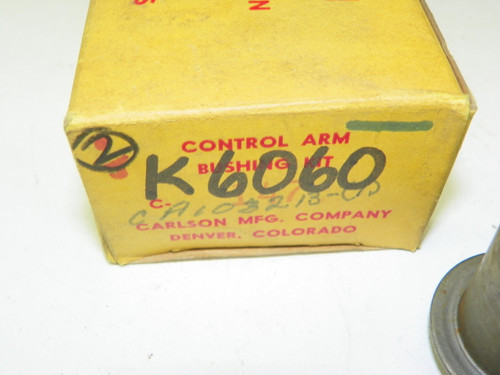 CONTROL ARM
BUSHING KIT
2
K6060
C-
CARLSON MFG. COMPANY
DENVER, COLORADO